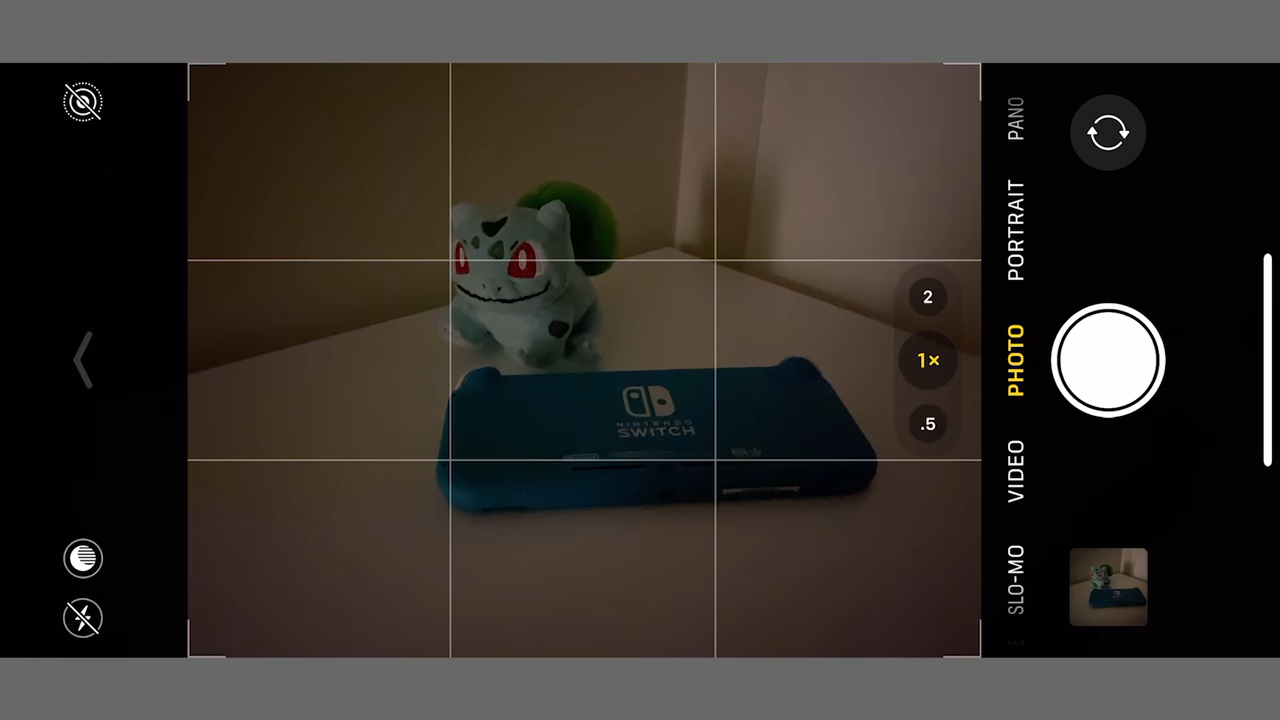 PANO
PORTRAIT
PHOTO
VIDEO
SLO-MO
2
1×
.5
NINTENDO
SWITCH